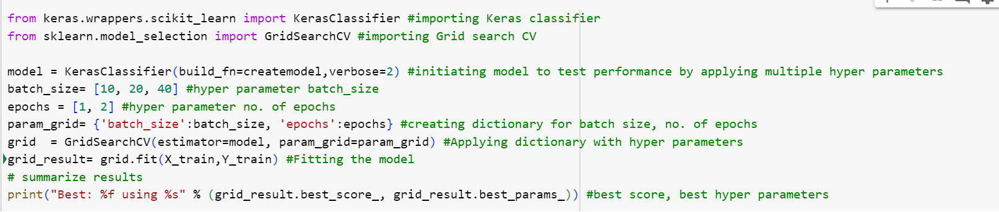 from keras.wrappers.scikit_learn import KerasClassifier #importing Keras classifier
from sklearn.model_selection import GridSearchCV #importing Grid search CV
model = KerasClassifier(build_fn=createmodel,verbose=2) #initiating model to test performance by applying multiple hyper parameters
batch_size= [10, 20, 40] #hyper parameter batch_size
epochs = [1, 2] #hyper parameter no. of epochs
param_grid= {'batch_size':batch_size, 'epochs':epochs} #creating dictionary for batch size, no. of epochs
grid  = GridSearchCV(estimator=model, param_grid=param_grid) #Applying dictionary with hyper parameters
grid_result= grid.fit(X_train,Y_train) #Fitting the model
# summarize results
print("Best: %f using %s" % (grid_result.best_score_, grid_result.best_params_)) #best score, best hyper parameters